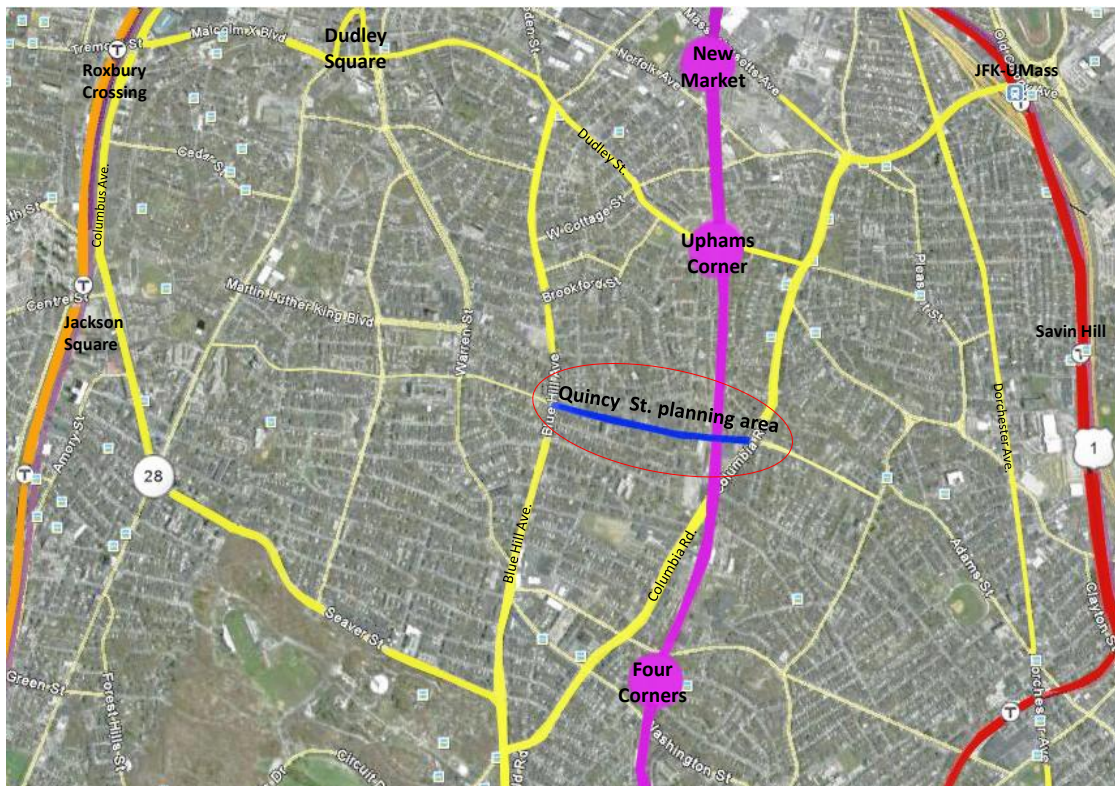 Tremont St
Malcolm X Blvd
Dudley
Square
Roxbury
Crossing
New
Market
Norfolk Ave
JFK-UMass
Cedar St
Columbus Ave.
Dudley St.
W Cottage St
Uphams
Corner
Brookford St
Centre St
Martin Luther King Blvd
Jackson
Square
Warren St
Savin Hill
Blue Hill Ave
Quincy St. planning area
Columbia Rd
Dorchester Ave.
1
Amory St
28
Blue Hill Ave.
Columbia Rd.
Adams St
Clayton St
Seaver St
Green St
Forest Hills St
Four
Corners
Washington St
Circuit Dr
T
T
T
T
T
T